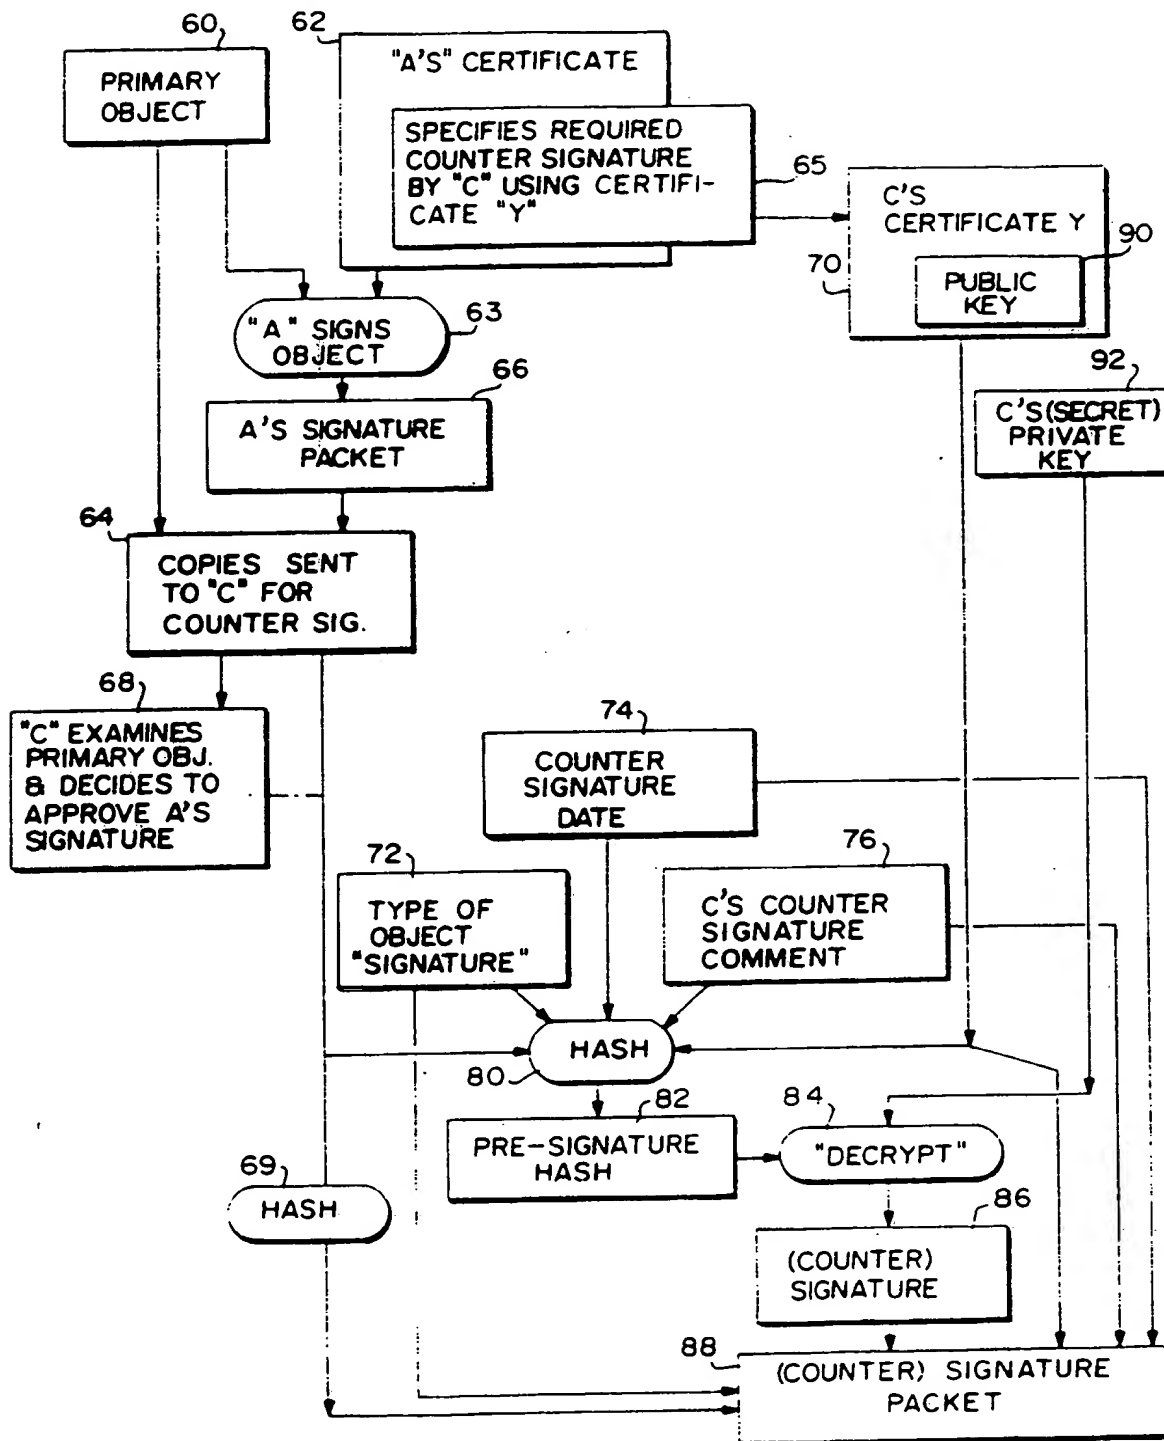 60
PRIMARY
OBJECT
62
"A'S" CERTIFICATE
SPECIFIES REQUIRED
COUNTER SIGNATURE
BY "C" USING CERTIFI-
CATE "Y"
65
C'S
CERTIFICATE Y
70
90
PUBLIC
KEY
"A" SIGNS
OBJECT
63
66
A'S SIGNATURE
PACKET
92
C'S (SECRET)
PRIVATE
KEY
64
COPIES SENT
TO "C" FOR
COUNTER SIG.
68
"C" EXAMINES
PRIMARY OBJ.
& DECIDES TO
APPROVE A'S
SIGNATURE
74
COUNTER
SIGNATURE
DATE
72
TYPE OF
OBJECT
"SIGNATURE"
76
C'S COUNTER
SIGNATURE
COMMENT
HASH
80
82
PRE-SIGNATURE
HASH
84
"DECRYPT"
69
HASH
86
(COUNTER)
SIGNATURE
88
(COUNTER) SIGNATURE
PACKET